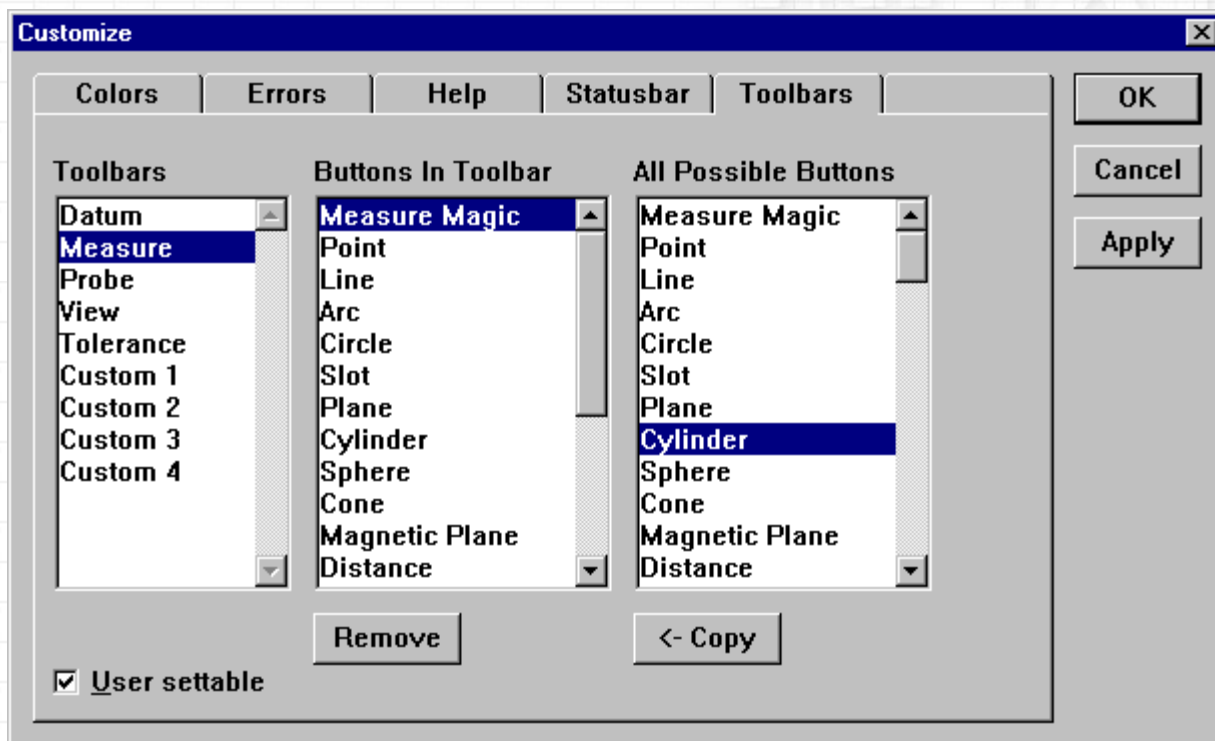 Customize
Colors Errors Help Statusbar Toolbars
OK
Cancel
Apply
Toolbars
Datum
Measure
Probe
View
Tolerance
Custom 1
Custom 2
Custom 3
Custom 4
Buttons In Toolbar
Measure Magic
Point
Line
Arc
Circle
Slot
Plane
Cylinder
Sphere
Cone
Magnetic Plane
Distance
Remove
All Possible Buttons
Measure Magic
Point
Line
Arc
Circle
Slot
Plane
Cylinder
Sphere
Cone
Magnetic Plane
Distance
<- Copy
User settable